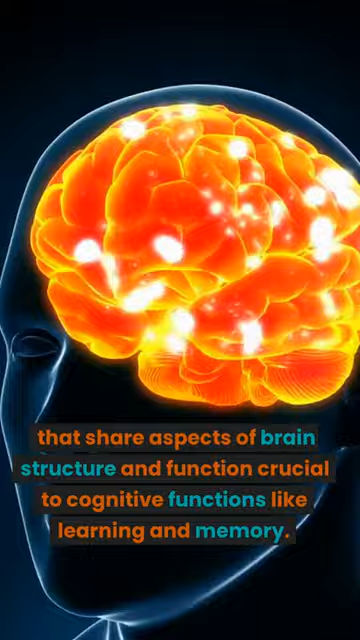 that share aspects of brain
structure and function crucial
to cognitive functions like
learning and memory.